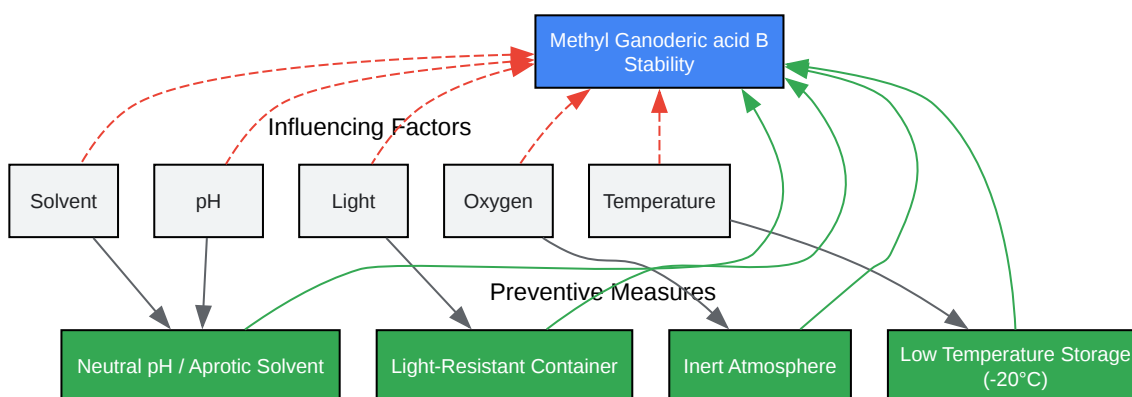 Methyl Ganoderic acid B
Stability
Influencing Factors
Solvent
pH
Light
Oxygen
Temperature
Preventive Measures
Neutral pH / Aprotic Solvent
Light-Resistant Container
Inert Atmosphere
Low Temperature Storage
(-20°C)